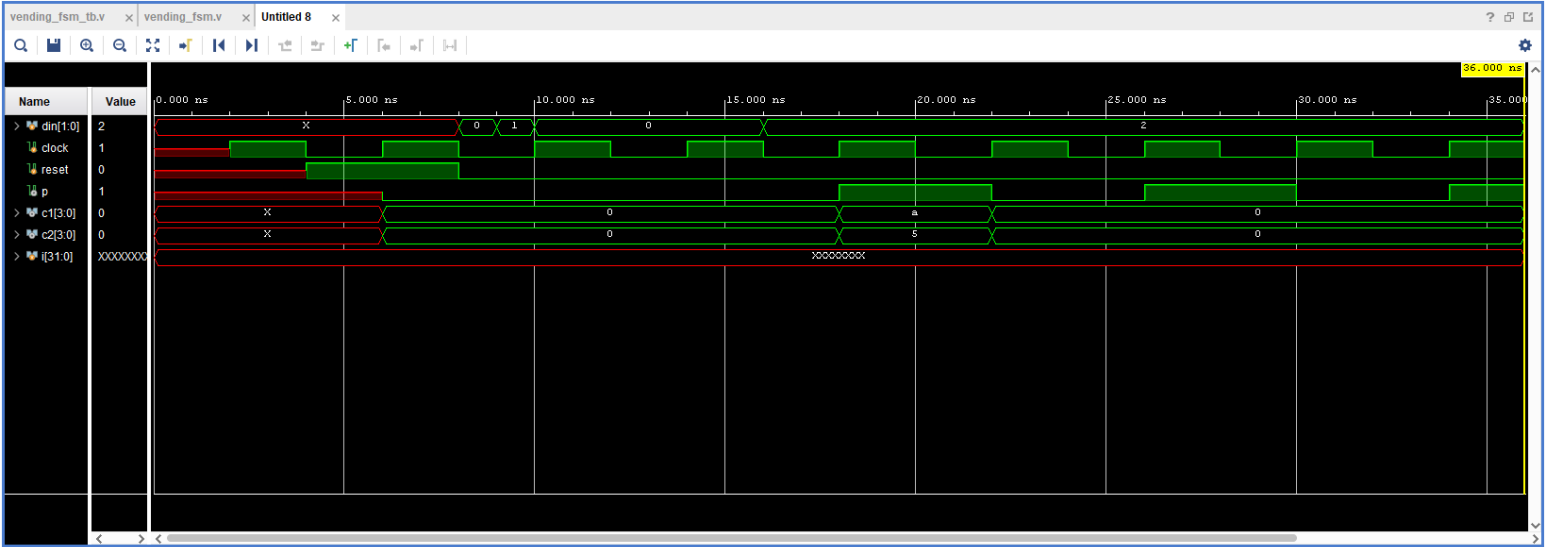 vending_fsm_tb.v × vending_fsm.v × Untitled 8 × ?
36.000 ns
Name Value 0.000 ns 5.000 ns 10.000 ns 15.000 ns 20.000 ns 25.000 ns 30.000 ns 35.000
din[1:0] 2 X 0 1 0 2
clock 1
reset 0
p 1
c1[3:0] 0 X 0 a 0
c2[3:0] 0 X 0 5 0
i[31:0] XXXXXXXX XXXXXXXX